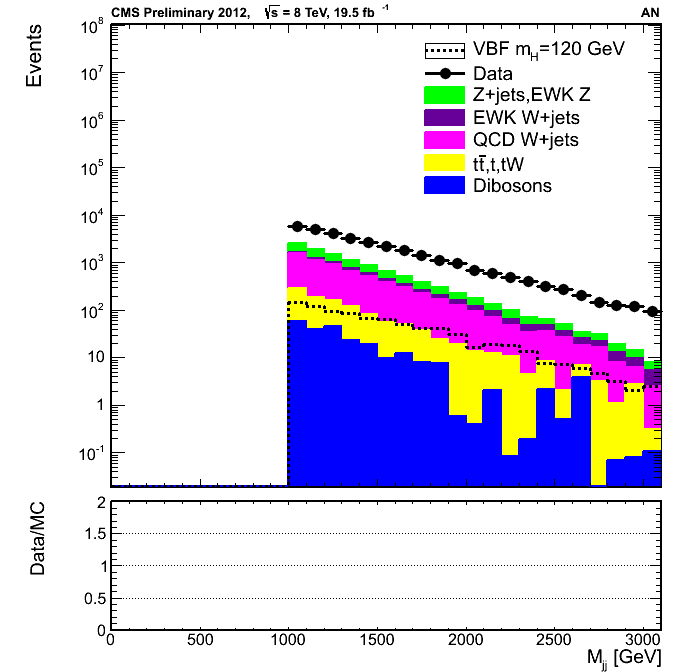 CMS Preliminary 2012, √s = 8 TeV, 19.5 fb⁻¹ AN
Events
10⁸
10⁷
10⁶
10⁵
10⁴
10³
10²
10
1
10⁻¹
VBF m_H=120 GeV
Data
Z+jets,EWK Z
EWK W+jets
QCD W+jets
tt̅,t,tW
Dibosons
Data/MC
2
1.5
1
0.5
0
0 500 1000 1500 2000 2500 3000
M_jj [GeV]